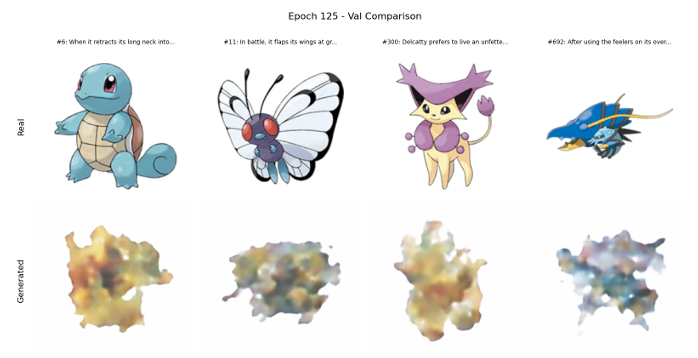 Epoch 125 - Val Comparison
#6: When it retracts its long neck into...
#11: In battle, it flaps its wings at gr...
#300: Delcatty prefers to live an unfette...
#692: After using the feelers on its over...
Real
Generated